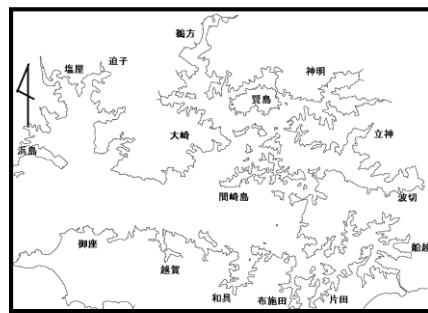 鵜方
迫子
塩屋
神明
賢島
大崎
立神
浜島
間崎島
波切
御座
船越
越賀
和具
布施田
片田